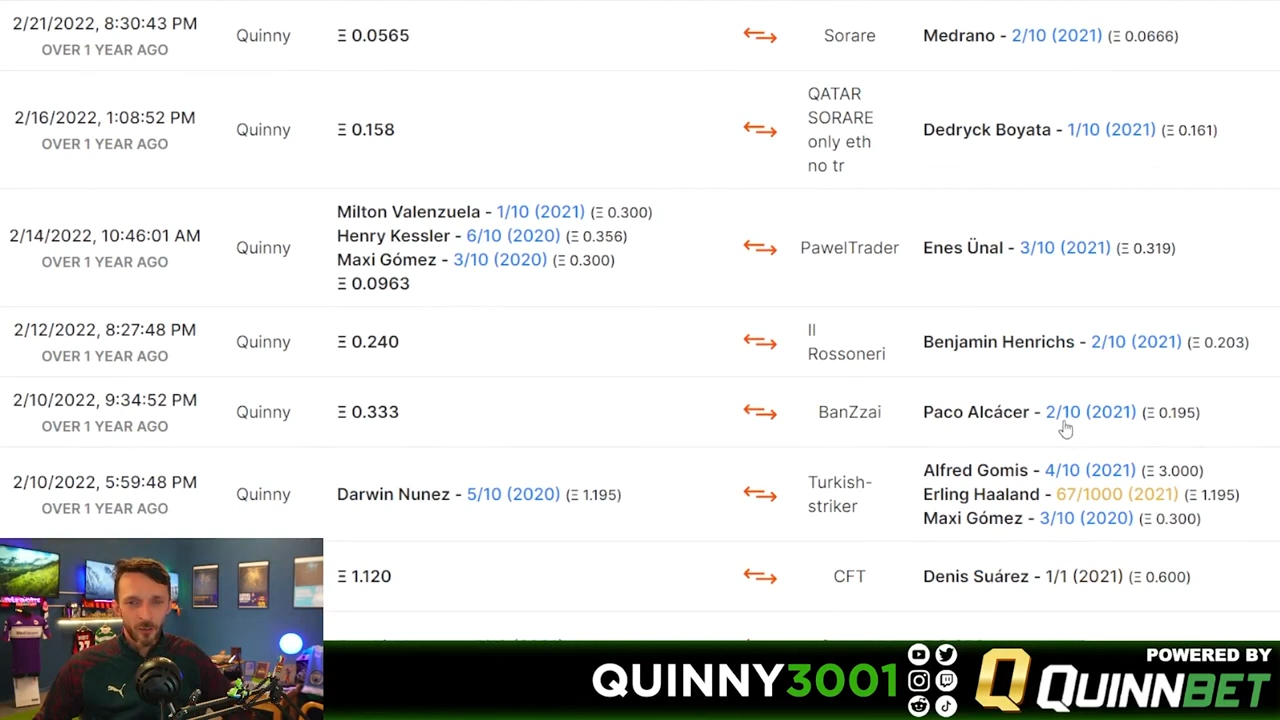 2/21/2022, 8:30:43 PM
OVER 1 YEAR AGO
Quinny
Ξ 0.0565
Sorare
Medrano - 2/10 (2021) (Ξ 0.0666)
2/16/2022, 1:08:52 PM
OVER 1 YEAR AGO
Quinny
Ξ 0.158
QATAR
SORARE
only eth
no tr
Dedryck Boyata - 1/10 (2021) (Ξ 0.161)
2/14/2022, 10:46:01 AM
OVER 1 YEAR AGO
Quinny
Milton Valenzuela - 1/10 (2021) (Ξ 0.300)
Henry Kessler - 6/10 (2020) (Ξ 0.356)
Maxi Gómez - 3/10 (2020) (Ξ 0.300)
Ξ 0.0963
PawelTrader
Enes Ünal - 3/10 (2021) (Ξ 0.319)
2/12/2022, 8:27:48 PM
OVER 1 YEAR AGO
Quinny
Ξ 0.240
Il
Rossoneri
Benjamin Henrichs - 2/10 (2021) (Ξ 0.203)
2/10/2022, 9:34:52 PM
OVER 1 YEAR AGO
Quinny
Ξ 0.333
BanZzai
Paco Alcácer - 2/10 (2021) (Ξ 0.195)
2/10/2022, 5:59:48 PM
OVER 1 YEAR AGO
Quinny
Darwin Nunez - 5/10 (2020) (Ξ 1.195)
Turkish-
striker
Alfred Gomis - 4/10 (2021) (Ξ 3.000)
Erling Haaland - 67/1000 (2021) (Ξ 1.195)
Maxi Gómez - 3/10 (2020) (Ξ 0.300)
Ξ 1.120
CFT
Denis Suárez - 1/1 (2021) (Ξ 0.600)
QUINNY3001
POWERED BY
QUINNBET